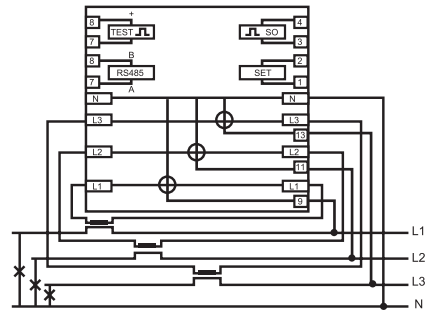 8 + 4
TEST SO
7 3
8 B 2
RS485 SET
7 A 1
N N
L3 L3
13
L2 L2
11
L1 L1
9
L1
L2
L3
N